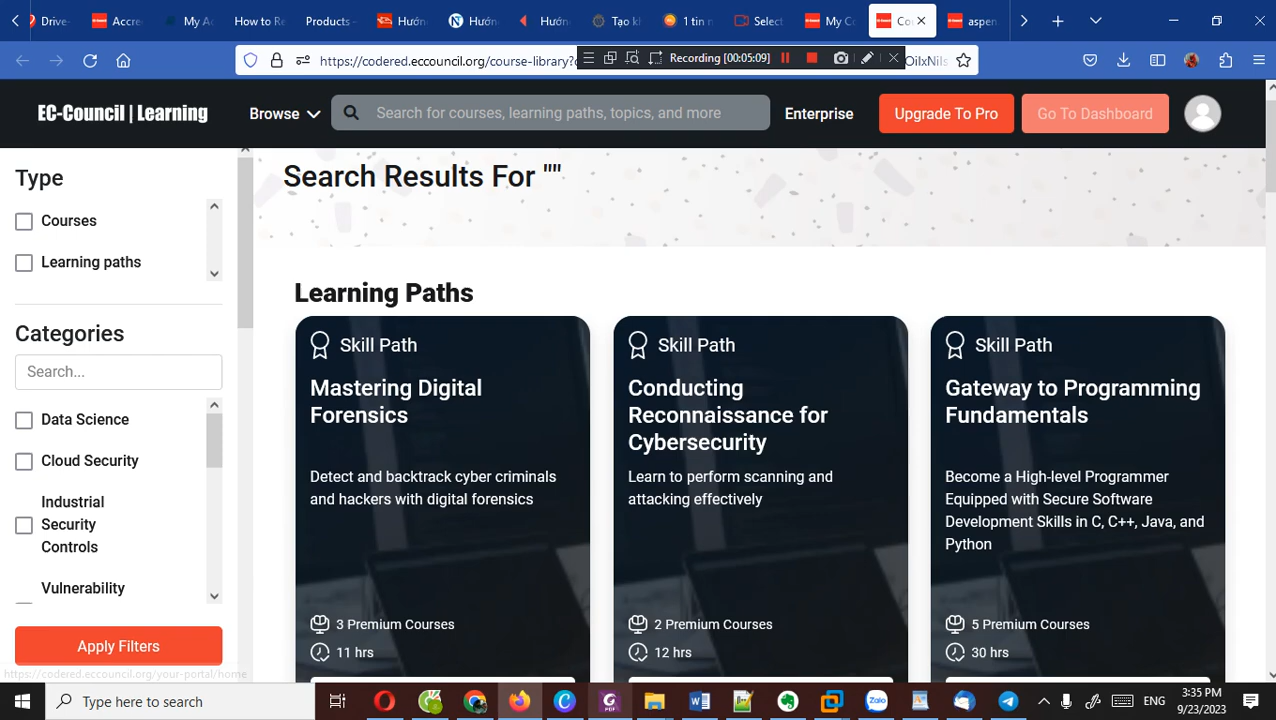 Drive-
Accre
My A
How to Re
Products -
Hướn
Hướn
Hướn
Tạo k
1 tin n
Select
My C
Co
aspen
https://codered.eccouncil.org/course-library?
Recording [00:05:09]
OilxNils
EC-Council | Learning
Browse
Search for courses, learning paths, topics, and more
Enterprise
Upgrade To Pro
Go To Dashboard
Type
Courses
Learning paths
Categories
Search...
Data Science
Cloud Security
Industrial
Security
Controls
Vulnerability
Apply Filters
https://codered.eccouncil.org/your-portal/home
Search Results For ""
Learning Paths
Skill Path
Mastering Digital
Forensics
Detect and backtrack cyber criminals
and hackers with digital forensics
3 Premium Courses
11 hrs
Skill Path
Conducting
Reconnaissance for
Cybersecurity
Learn to perform scanning and
attacking effectively
2 Premium Courses
12 hrs
Skill Path
Gateway to Programming
Fundamentals
Become a High-level Programmer
Equipped with Secure Software
Development Skills in C, C++, Java, and
Python
5 Premium Courses
30 hrs
Type here to search
ENG
3:35 PM
9/23/2023